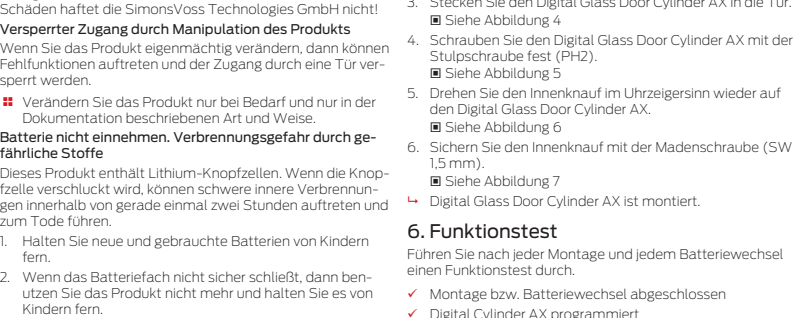 Schäden haftet die SimonsVoss Technologies GmbH nicht!
Versperrter Zugang durch Manipulation des Produkts
Wenn Sie das Produkt eigenmächtig verändern, dann können
Fehlfunktionen auftreten und der Zugang durch eine Tür ver-
sperrt werden.
Verändern Sie das Produkt nur bei Bedarf und nur in der
Dokumentation beschriebenen Art und Weise.
Batterie nicht einnehmen. Verbrennungsgefahr durch ge-
fährliche Stoffe
Dieses Produkt enthält Lithium-Knopfzellen. Wenn die Knop-
fzelle verschluckt wird, können schwere innere Verbrennun-
gen innerhalb von gerade einmal zwei Stunden auftreten und
zum Tode führen.
1. Halten Sie neue und gebrauchte Batterien von Kindern
fern.
2. Wenn das Batteriefach nicht sicher schließt, dann ben-
utzen Sie das Produkt nicht mehr und halten Sie es von
Kindern fern.
3. Stecken Sie den Digital Glass Door Cylinder AX in die Tür.
▣ Siehe Abbildung 4
4. Schrauben Sie den Digital Glass Door Cylinder AX mit der
Stulpschraube fest (PH2).
▣ Siehe Abbildung 5
5. Drehen Sie den Innenknauf im Uhrzeigersinn wieder auf
den Digital Glass Door Cylinder AX.
▣ Siehe Abbildung 6
6. Sichern Sie den Innenknauf mit der Madenschraube (SW
1,5 mm).
▣ Siehe Abbildung 7
↪ Digital Glass Door Cylinder AX ist montiert.
6. Funktionstest
Führen Sie nach jeder Montage und jedem Batteriewechsel
einen Funktionstest durch.
✓ Montage bzw. Batteriewechsel abgeschlossen
✓ Digital Cylinder AX programmiert